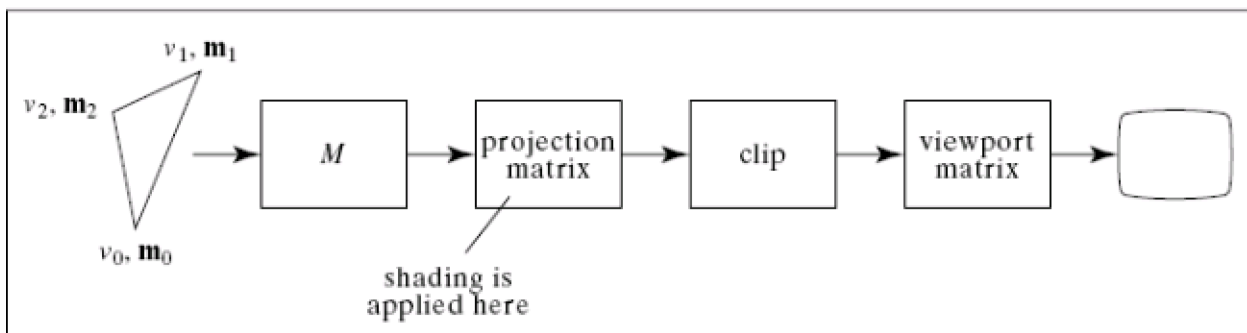 v₁, m₁
v₂, m₂
v₀, m₀
M
projection
matrix
shading is
applied here
clip
viewport
matrix